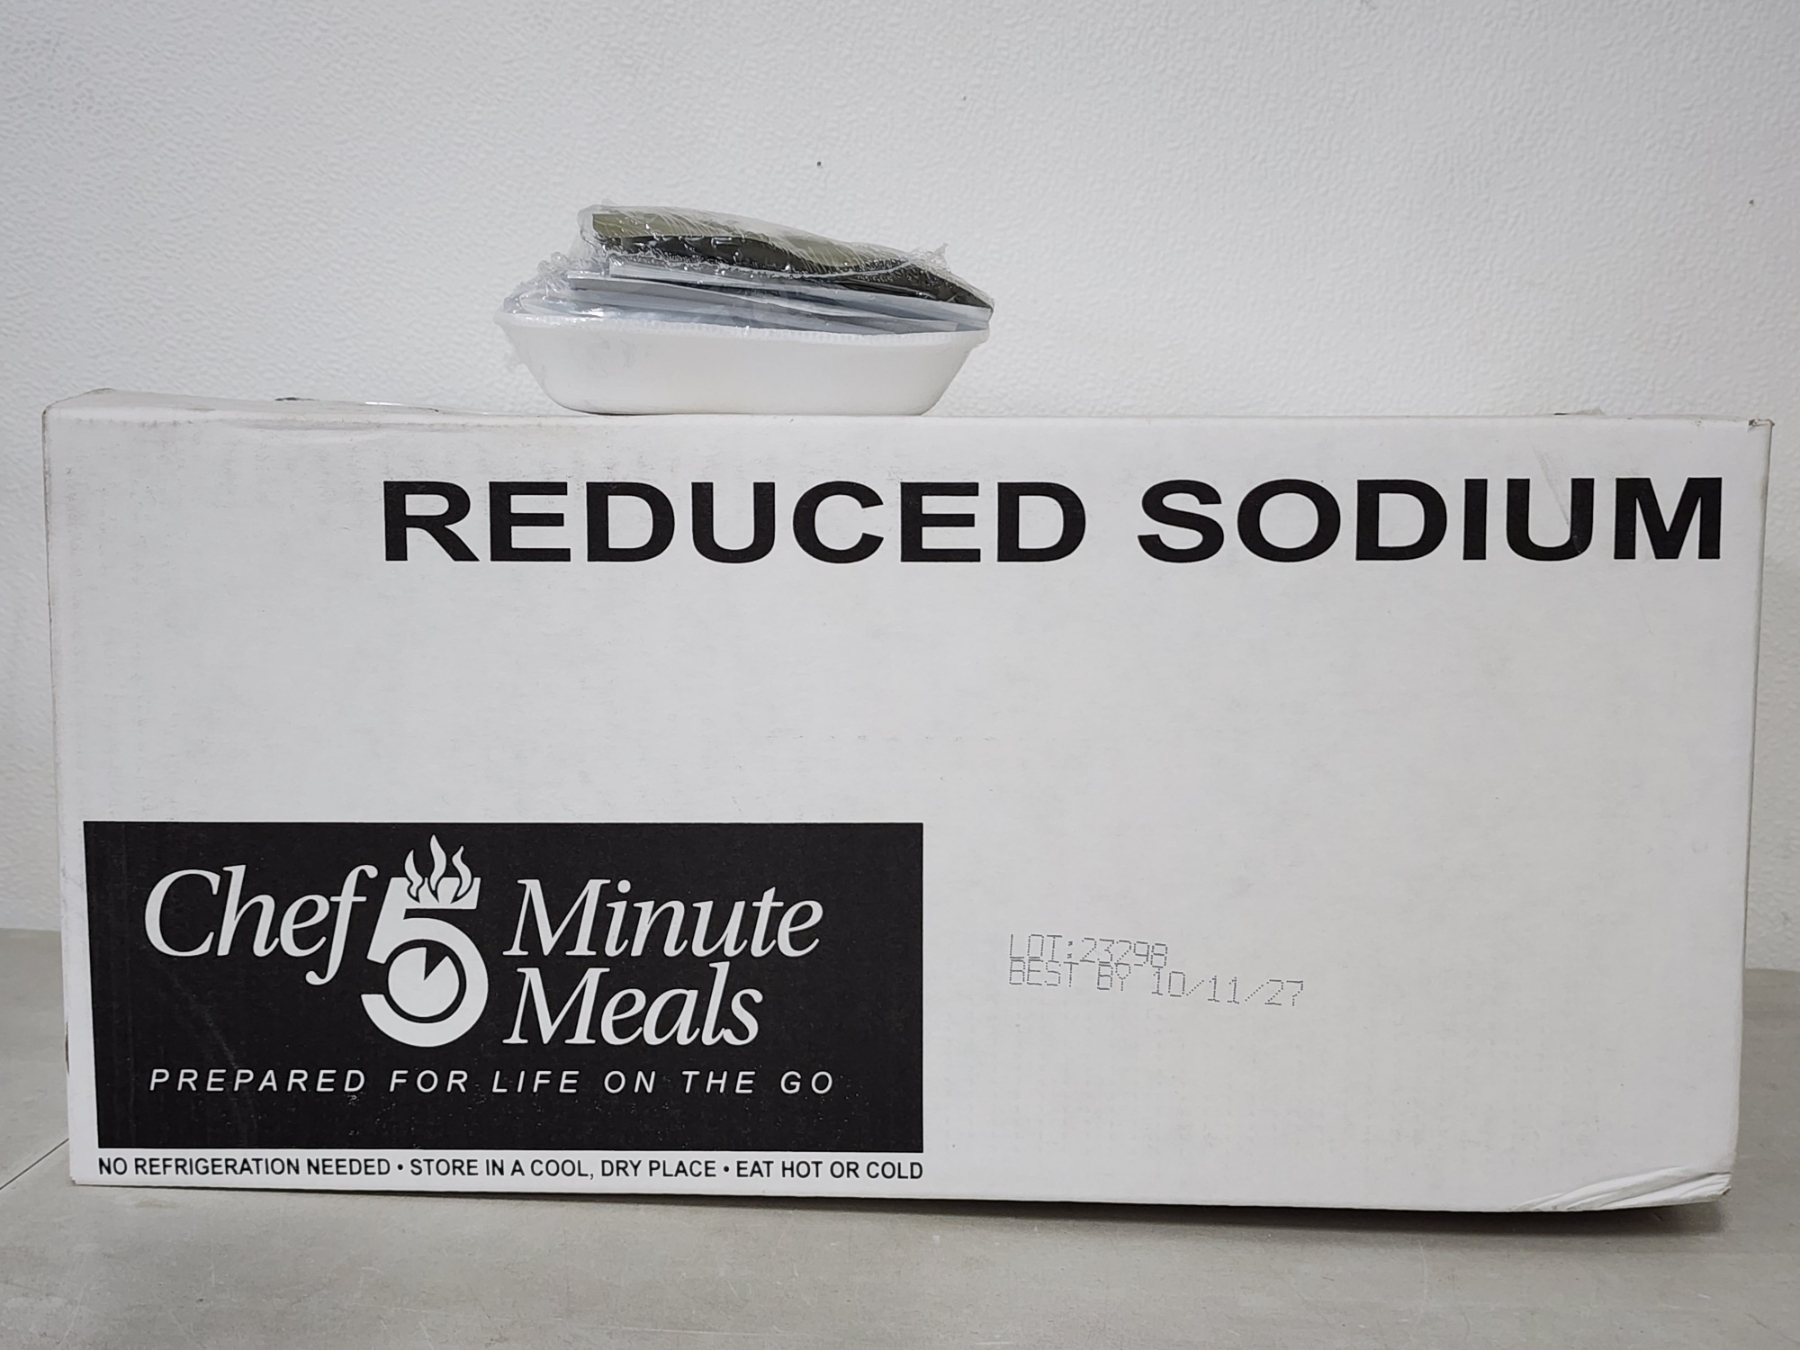 REDUCED SODIUM
Chef 5 Minute
Meals
PREPARED FOR LIFE ON THE GO
NO REFRIGERATION NEEDED • STORE IN A COOL, DRY PLACE • EAT HOT OR COLD
LOT:23298
BEST BY 10/11/27